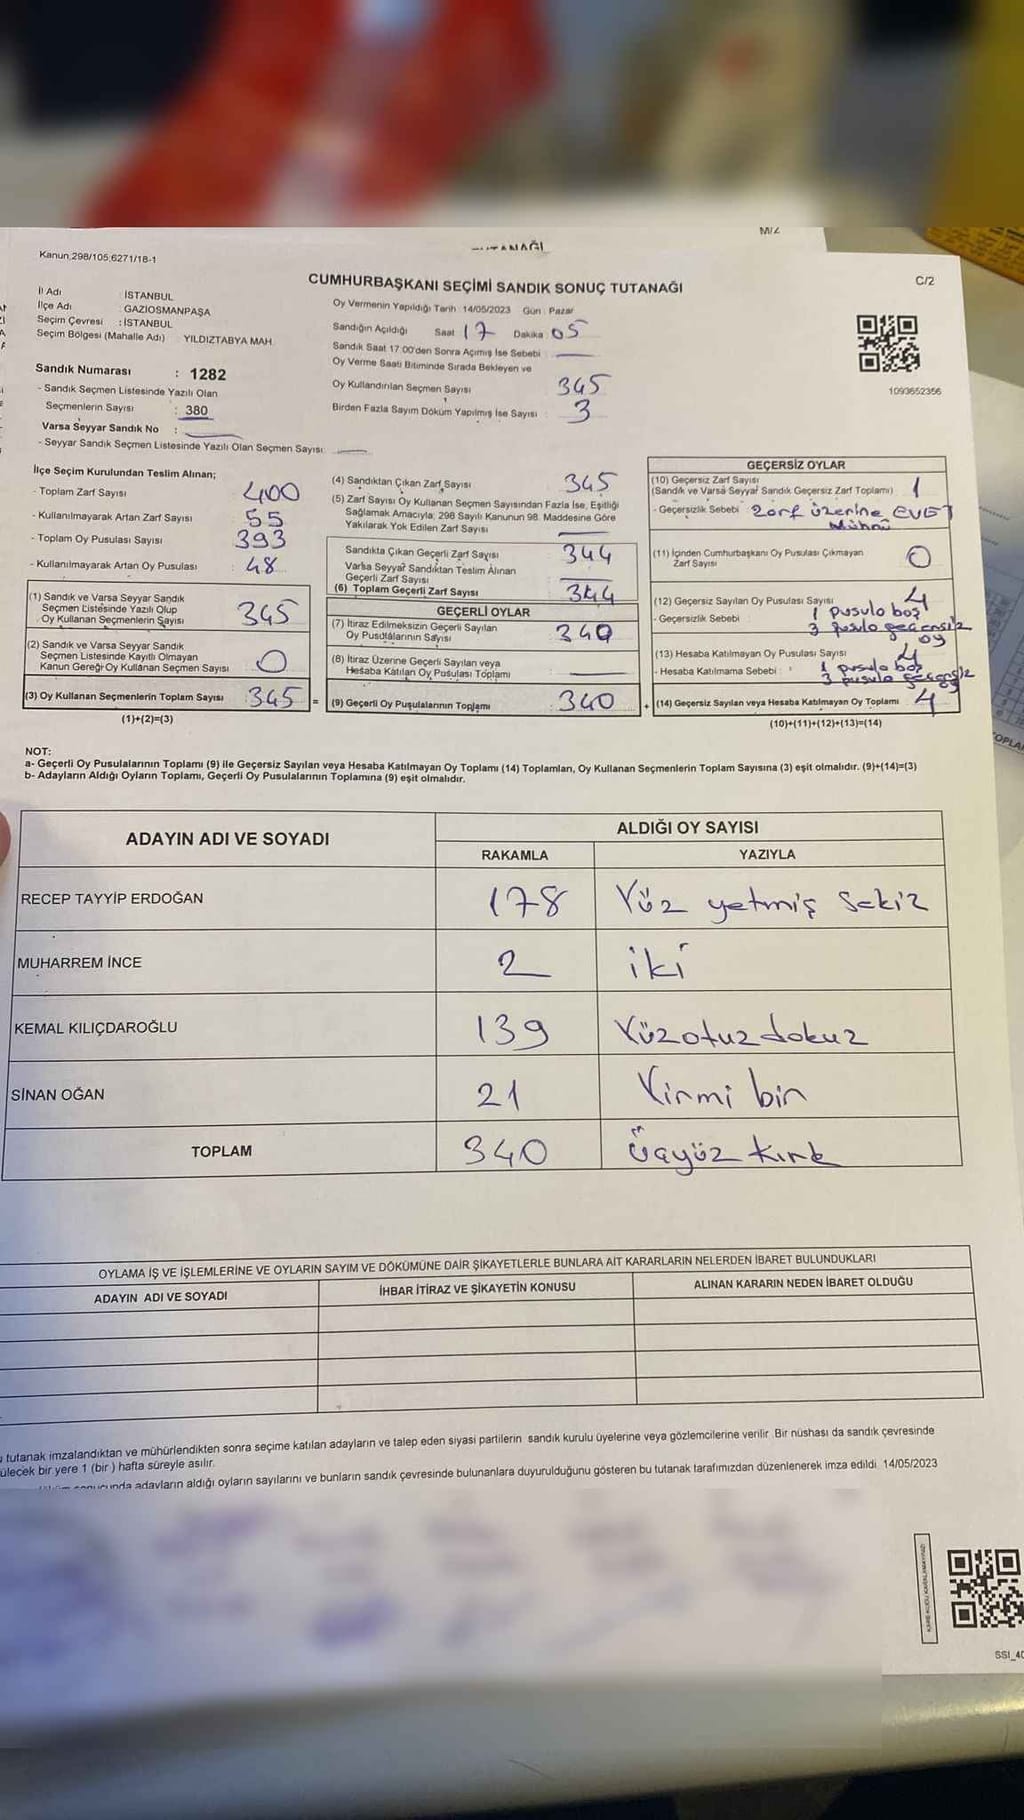 M/2
TUTANAĞI
Kanun;298/105;6271/18-1
C/2
CUMHURBAŞKANI SEÇİMİ SANDIK SONUÇ TUTANAĞI
İl Adı : İSTANBUL
İlçe Adı : GAZİOSMANPAŞA
Seçim Çevresi : İSTANBUL
Seçim Bölgesi (Mahalle Adı) YILDIZTABYA MAH.
Oy Vermenin Yapıldığı Tarih 14/05/2023 Gün : Pazar
Sandığın Açıldığı Saat 17 Dakika 05
Sandık Saat 17:00'den Sonra Açımış İse Sebebi
Oy Verme Saati Bitiminde Sırada Bekleyen ve
Oy Kullandırılan Seçmen Sayısı 345
Birden Fazla Sayım Döküm Yapılmış İse Sayısı 3
1093652356
Sandık Numarası : 1282
- Sandık Seçmen Listesinde Yazılı Olan
Seçmenlerin Sayısı : 380
Varsa Seyyar Sandık No :
- Seyyar Sandık Seçmen Listesinde Yazılı Olan Seçmen Sayısı:
İlçe Seçim Kurulundan Teslim Alınan;
- Toplam Zarf Sayısı 400
- Kullanılmayarak Artan Zarf Sayısı 55
- Toplam Oy Pusulası Sayısı 393
- Kullanılmayarak Artan Oy Pusulası 48
(1) Sandık ve Varsa Seyyar Sandık
Seçmen Listesinde Yazılı Olup
Oy Kullanan Seçmenlerin Sayısı 345
(2) Sandık ve Varsa Seyyar Sandık
Seçmen Listesinde Kayıtlı Olmayan
Kanun Gereği Oy Kullanan Seçmen Sayısı 0
(3) Oy Kullanan Seçmenlerin Toplam Sayısı 345 =
(1)+(2)=(3)
(4) Sandıktan Çıkan Zarf Sayısı 345
(5) Zarf Sayısı Oy Kullanan Seçmen Sayısından Fazla İse, Eşitliği
Sağlamak Amacıyla; 298 Sayılı Kanunun 98. Maddesine Göre
Yakılarak Yok Edilen Zarf Sayısı
Sandıkta Çıkan Geçerli Zarf Sayısı 344
Varsa Seyyar Sandıktan Teslim Alınan
Geçerli Zarf Sayısı
(6) Toplam Geçerli Zarf Sayısı 344
GEÇERLİ OYLAR
(7) İtiraz Edilmeksizin Geçerli Sayılan
Oy Pusulalarının Sayısı 340
(8) İtiraz Üzerine Geçerli Sayılan veya
Hesaba Katılan Oy Pusulası Toplamı
(9) Geçerli Oy Puşulalarının Toplamı 340 +
GEÇERSİZ OYLAR
(10) Geçersiz Zarf Sayısı
(Sandık ve Varsa Seyyar Sandık Geçersiz Zarf Toplamı) 1
- Geçersizlik Sebebi Zarf üzerine EVET
Mührü
(11) İçinden Cumhurbaşkanı Oy Pusulası Çıkmayan
Zarf Sayısı 0
(12) Geçersiz Sayılan Oy Pusulası Sayısı 4
- Geçersizlik Sebebi : 1 pusula boş
3 pusula geçersiz
oy
(13) Hesaba Katılmayan Oy Pusulası Sayısı 4
- Hesaba Katılmama Sebebi : 1 pusula boş
3 pusula geçersiz
oy
(14) Geçersiz Sayılan veya Hesaba Katılmayan Oy Toplamı 4
(10)+(11)+(12)+(13)=(14)
NOT:
a- Geçerli Oy Pusulalarının Toplamı (9) ile Geçersiz Sayılan veya Hesaba Katılmayan Oy Toplamı (14) Toplamları, Oy Kullanan Seçmenlerin Toplam Sayısına (3) eşit olmalıdır. (9)+(14)=(3)
b- Adayların Aldığı Oyların Toplamı, Geçerli Oy Pusulalarının Toplamına (9) eşit olmalıdır.
ADAYIN ADI VE SOYADI
ALDIĞI OY SAYISI
RAKAMLA YAZIYLA
RECEP TAYYİP ERDOĞAN 178 Yüz yetmiş sekiz
MUHARREM İNCE 2 iki
KEMAL KILIÇDAROĞLU 139 Yüzotuz dokuz
SİNAN OĞAN 21 Yirmi bir
TOPLAM 340 üçyüz kırk
OYLAMA İŞ VE İŞLEMLERİNE VE OYLARIN SAYIM VE DÖKÜMÜNE DAİR ŞİKAYETLERLE BUNLARA AİT KARARLARIN NELERDEN İBARET BULUNDUKLARI
ADAYIN ADI VE SOYADI İHBAR İTİRAZ VE ŞİKAYETİN KONUSU ALINAN KARARIN NEDEN İBARET OLDUĞU
tutanak imzalandıktan ve mühürlendikten sonra seçime katılan adayların ve talep eden siyasi partilerin sandık kurulu üyelerine veya gözlemcilerine verilir. Bir nüshası da sandık çevresinde
ülecek bir yere 1 (bir ) hafta süreyle asılır.
sonucunda adayların aldığı oyların sayılarını ve bunların sandık çevresinde bulunanlara duyurulduğunu gösteren bu tutanak tarafımızdan düzenlenerek imza edildi. 14/05/2023
SSI_40